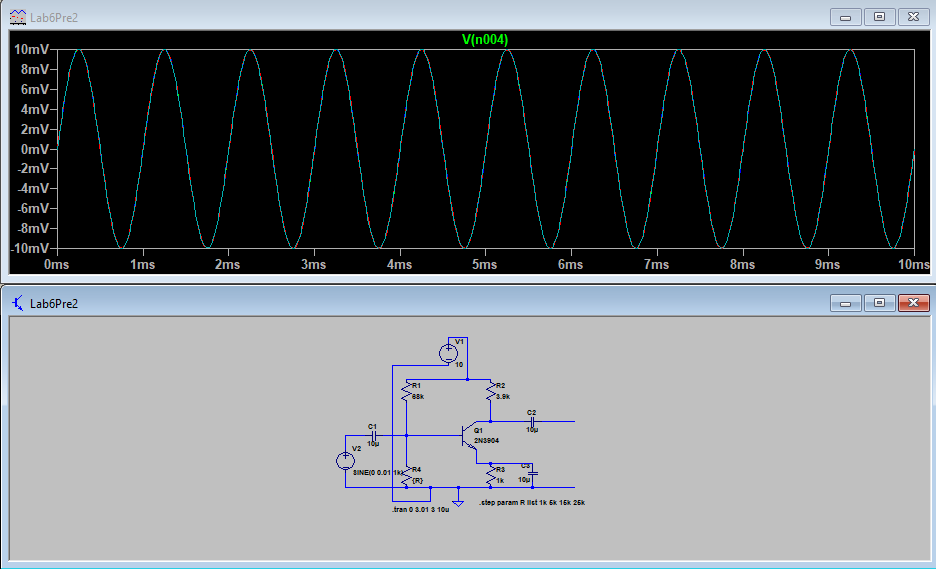 Lab6Pre2
V(n004)
10mV
8mV
6mV
4mV
2mV
0mV
-2mV
-4mV
-6mV
-8mV
-10mV
0ms 1ms 2ms 3ms 4ms 5ms 6ms 7ms 8ms 9ms 10ms
Lab6Pre2
V1
10
R1
68k
R2
3.9k
C1
10µ
C2
10µ
Q1
2N3904
V2
SINE(0 0.01 1k)
R4
{R}
R3
1k
C3
10µ
.tran 0 3.01 3 10u
.step param R list 1k 5k 15k 25k